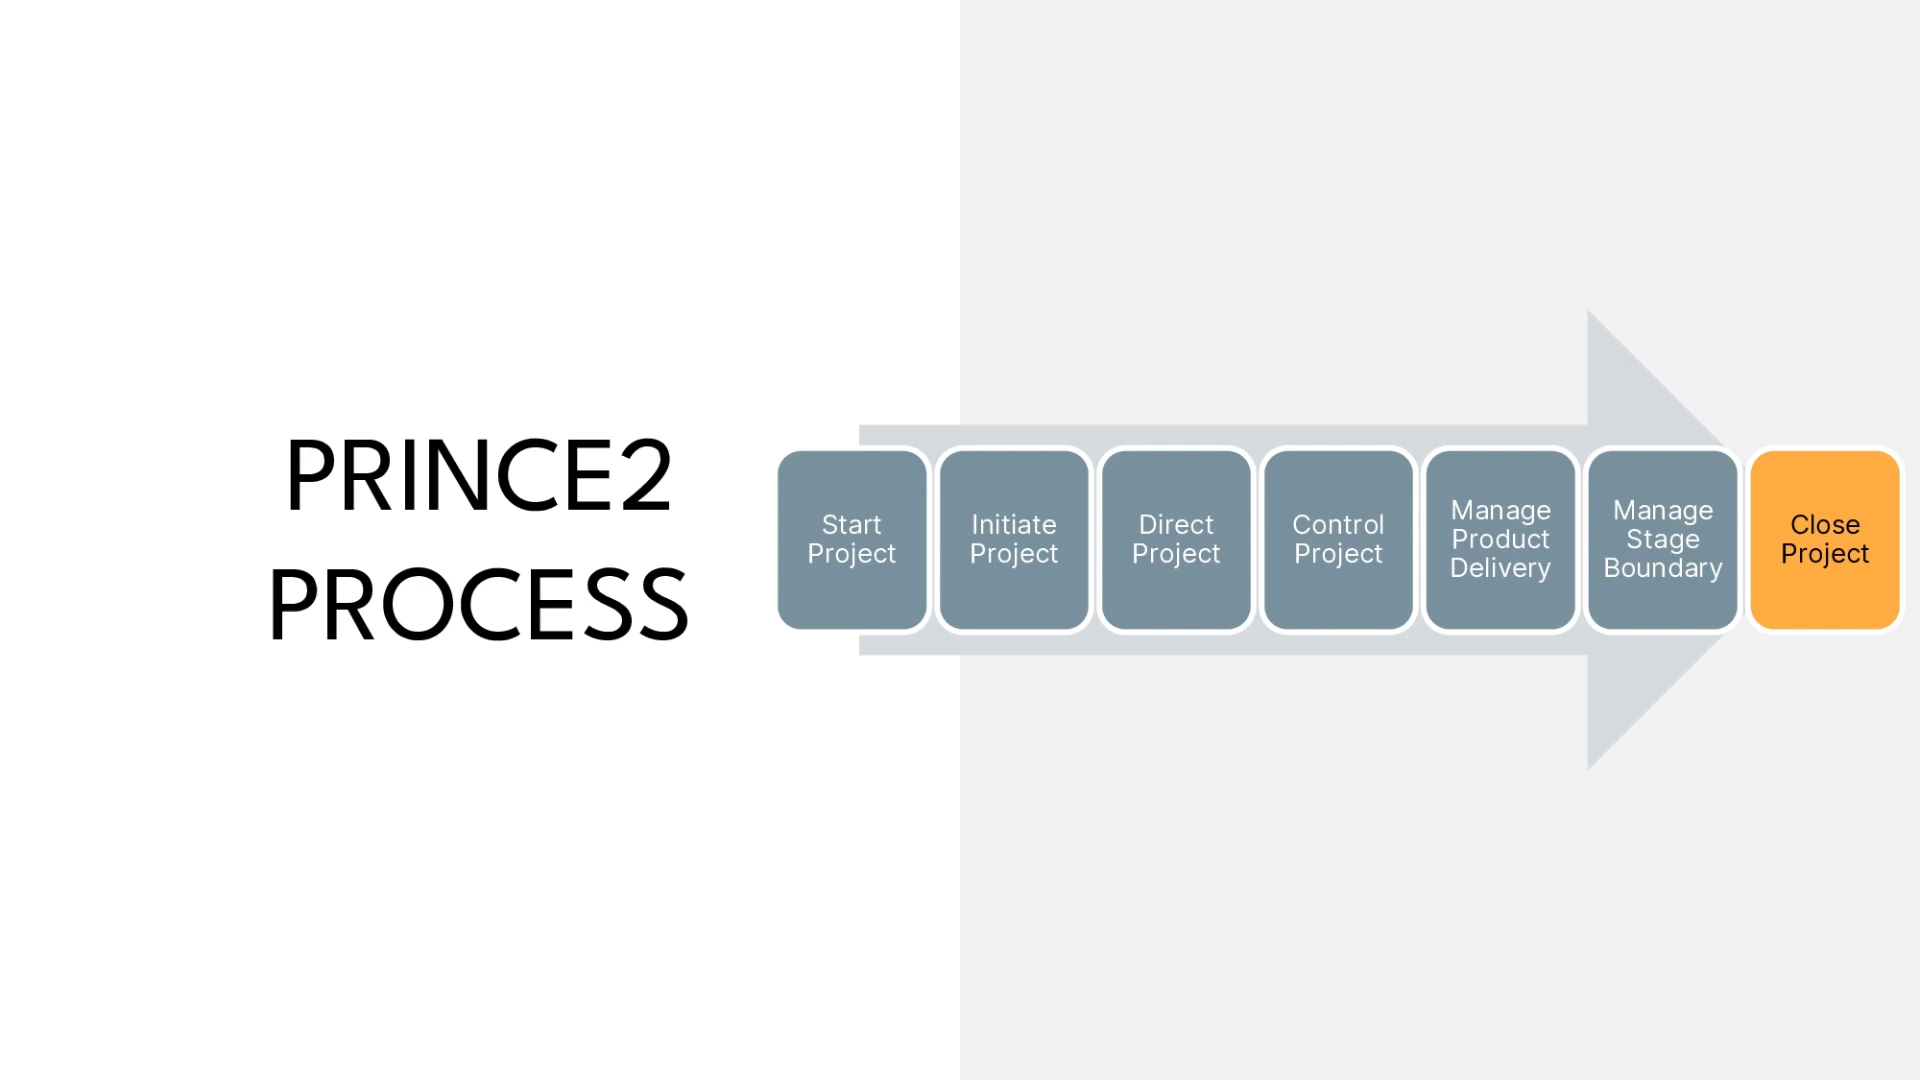 PRINCE2
PROCESS
Start
Project
Initiate
Project
Direct
Project
Control
Project
Manage
Product
Delivery
Manage
Stage
Boundary
Close
Project